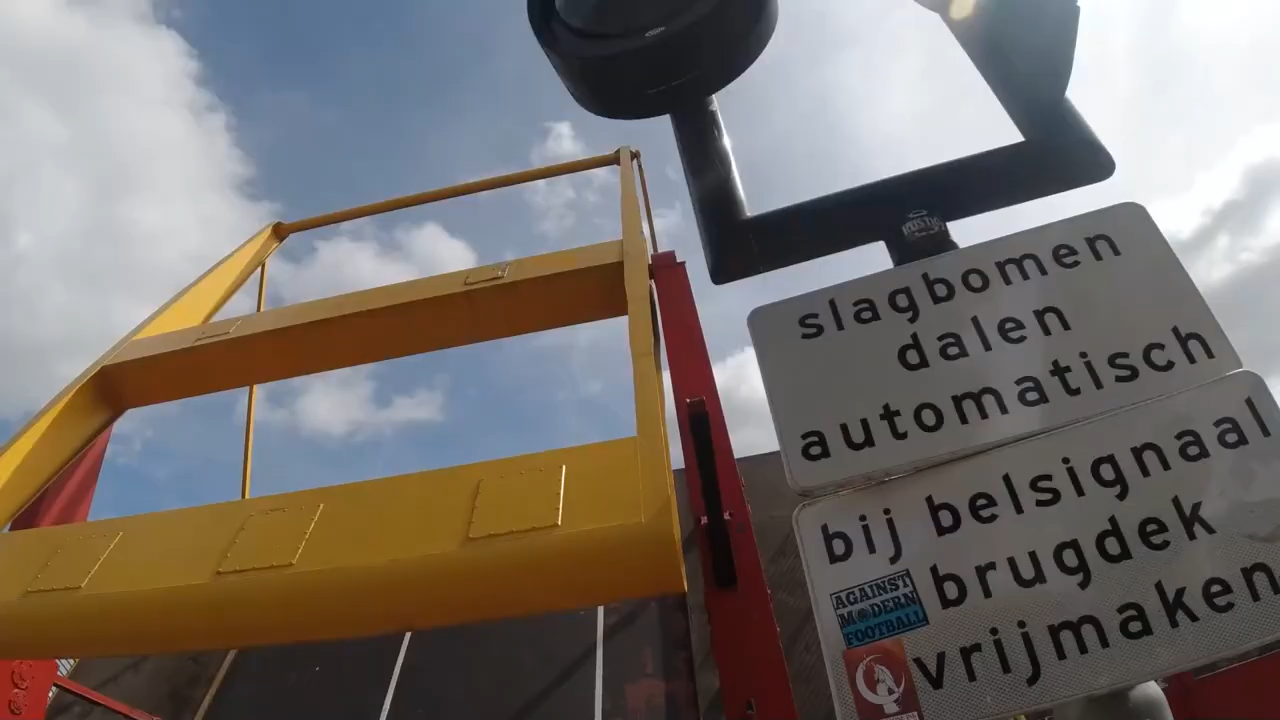 slagbomen
dalen
automatisch
bij belsignaal
brugdek
vrijmaken
AGAINST
MODERN
FOOTBALL